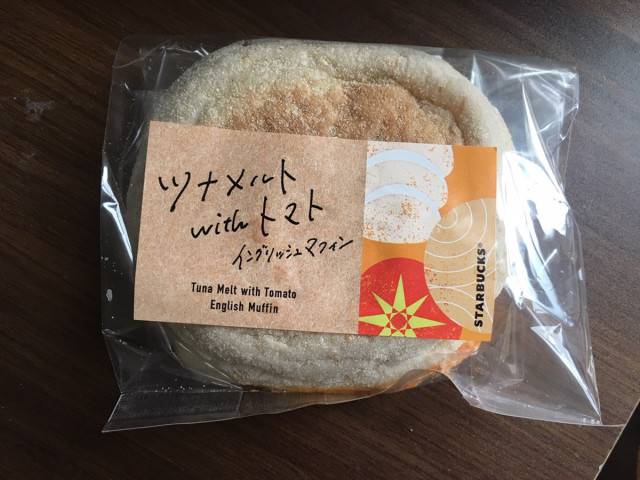 ツナメルト
with トマト
イングリッシュマフィン
Tuna Melt with Tomato
English Muffin
STARBUCKS®